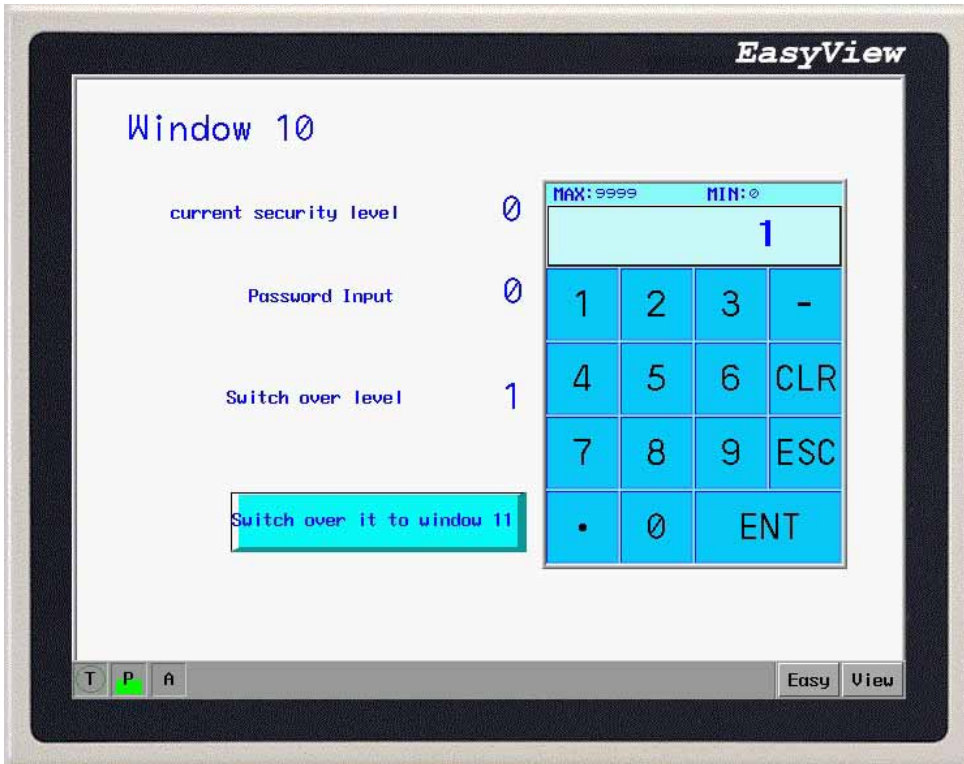 EasyView
Window 10
current security level 0
Password Input 0
Switch over level 1
Switch over it to window 11
MAX:9999 MIN:0
1
1 2 3 -
4 5 6 CLR
7 8 9 ESC
. 0 ENT
T P A
Easy View